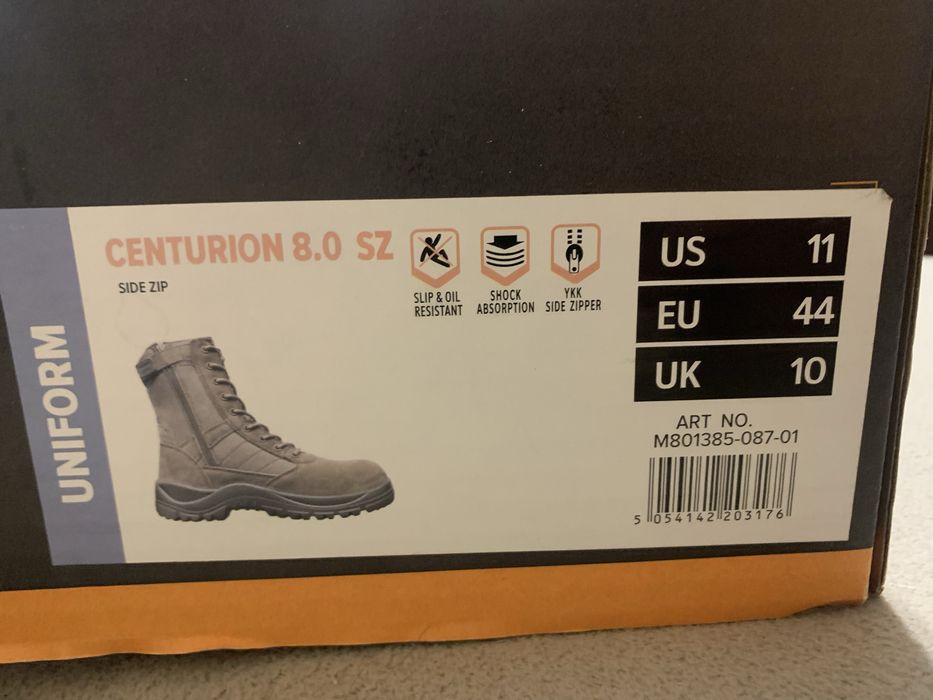 UNIFORM
CENTURION 8.0 SZ
SIDE ZIP
SLIP & OIL
RESISTANT
SHOCK
ABSORPTION
YKK
SIDE ZIPPER
US 11
EU 44
UK 10
ART NO.
M801385-087-01
5 054142 203176